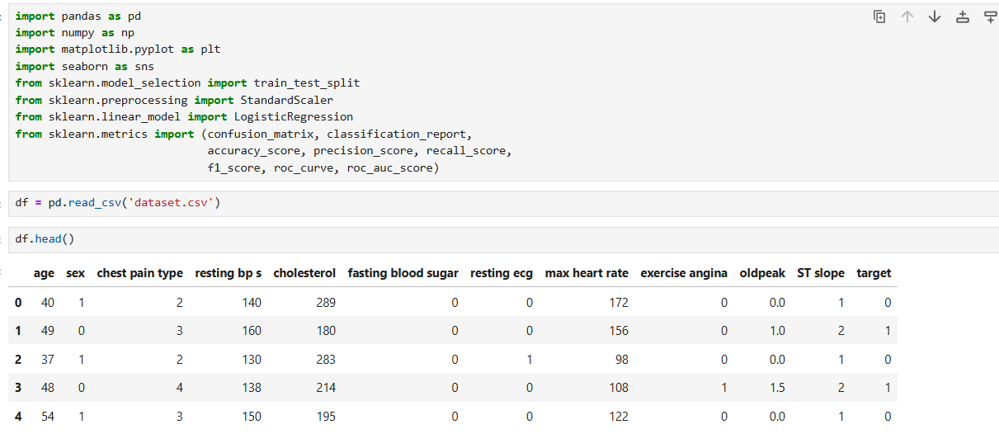 import pandas as pd
import numpy as np
import matplotlib.pyplot as plt
import seaborn as sns
from sklearn.model_selection import train_test_split
from sklearn.preprocessing import StandardScaler
from sklearn.linear_model import LogisticRegression
from sklearn.metrics import (confusion_matrix, classification_report,
                             accuracy_score, precision_score, recall_score,
                             f1_score, roc_curve, roc_auc_score)
df = pd.read_csv('dataset.csv')
df.head()
age sex chest pain type resting bp s cholesterol fasting blood sugar resting ecg max heart rate exercise angina oldpeak ST slope target
0 40 1 2 140 289 0 0 172 0 0.0 1 0
1 49 0 3 160 180 0 0 156 0 1.0 2 1
2 37 1 2 130 283 0 1 98 0 0.0 1 0
3 48 0 4 138 214 0 0 108 1 1.5 2 1
4 54 1 3 150 195 0 0 122 0 0.0 1 0